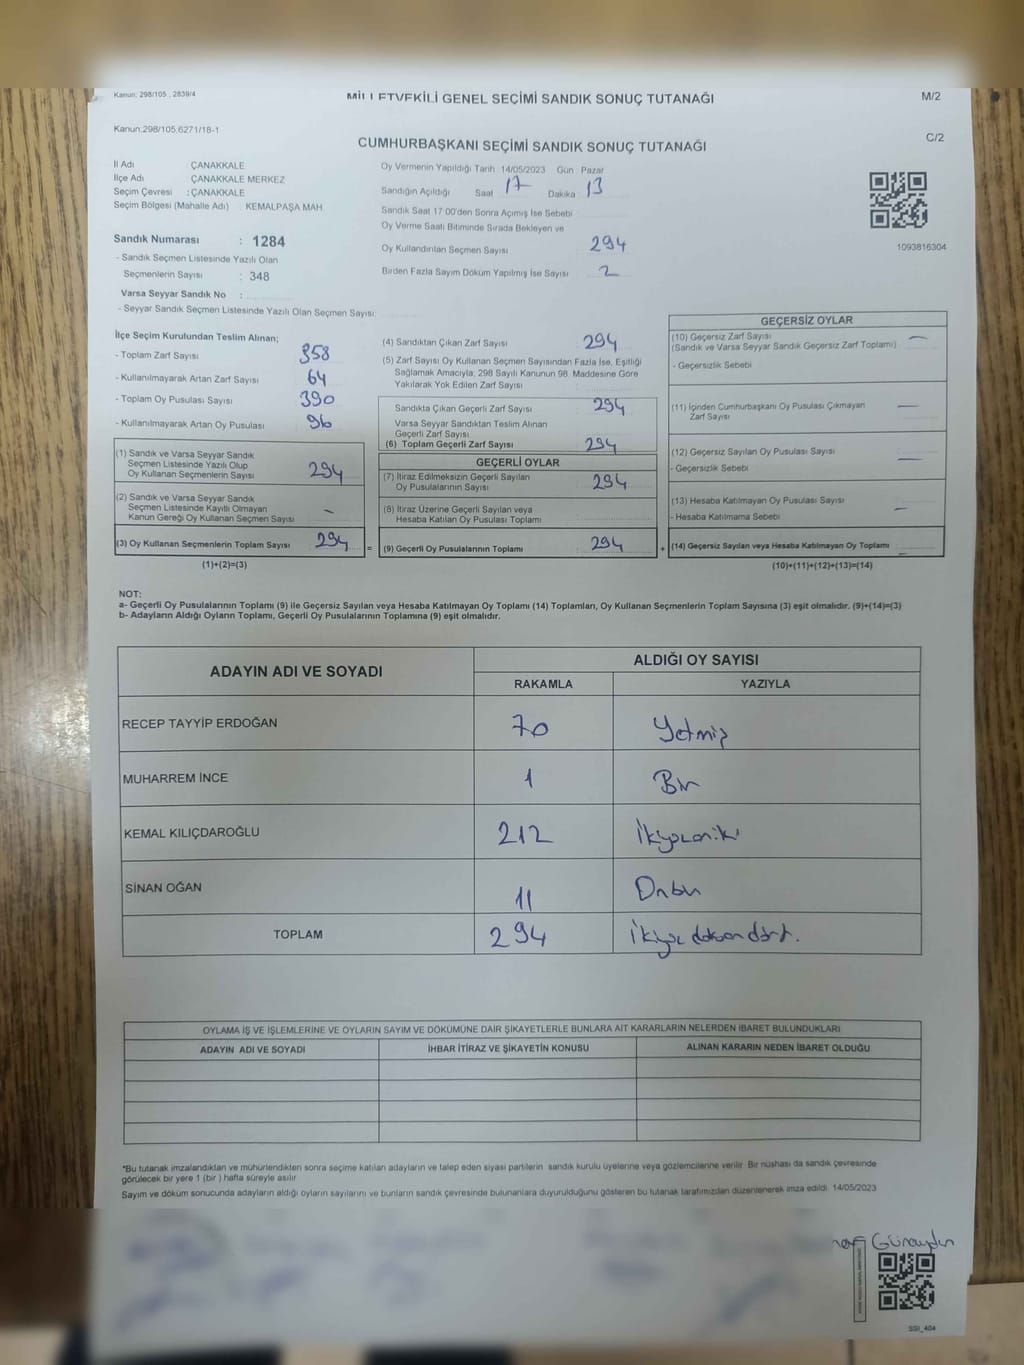 Kanun: 298/105 , 2839/4
MİLLETVEKİLİ GENEL SEÇİMİ SANDIK SONUÇ TUTANAĞI
M/2
Kanun:298/105,6271/18-1
CUMHURBAŞKANI SEÇİMİ SANDIK SONUÇ TUTANAĞI
C/2
İl Adı : ÇANAKKALE
İlçe Adı : ÇANAKKALE MERKEZ
Seçim Çevresi : ÇANAKKALE
Seçim Bölgesi (Mahalle Adı) : KEMALPAŞA MAH.
Sandık Numarası : 1284
- Sandık Seçmen Listesinde Yazılı Olan
Seçmenlerin Sayısı : 348
Varsa Seyyar Sandık No :
- Seyyar Sandık Seçmen Listesinde Yazılı Olan Seçmen Sayısı:
Oy Vermenin Yapıldığı Tarih 14/05/2023 Gün Pazar
Sandığın Açıldığı Saat 17 Dakika 13
Sandık Saat 17 00'den Sonra Açımış İse Sebebi
Oy Verme Saati Bitiminde Sırada Bekleyen ve
Oy Kullandırılan Seçmen Sayısı 294
Birden Fazla Sayım Döküm Yapılmış İse Sayısı 2
1093816304
İlçe Seçim Kurulundan Teslim Alınan;
- Toplam Zarf Sayısı 358
- Kullanılmayarak Artan Zarf Sayısı 64
- Toplam Oy Pusulası Sayısı 390
- Kullanılmayarak Artan Oy Pusulası 96
(1) Sandık ve Varsa Seyyar Sandık
Seçmen Listesinde Yazılı Olup
Oy Kullanan Seçmenlerin Sayısı 294
(2) Sandık ve Varsa Seyyar Sandık
Seçmen Listesinde Kayıtlı Olmayan
Kanun Gereği Oy Kullanan Seçmen Sayısı -
(3) Oy Kullanan Seçmenlerin Toplam Sayısı 294 =
(1)+(2)=(3)
(4) Sandıktan Çıkan Zarf Sayısı 294
(5) Zarf Sayısı Oy Kullanan Seçmen Sayısından Fazla İse, Eşitliği
Sağlamak Amacıyla; 298 Sayılı Kanunun 98. Maddesine Göre
Yakılarak Yok Edilen Zarf Sayısı :
Sandıkta Çıkan Geçerli Zarf Sayısı 294
Varsa Seyyar Sandıktan Teslim Alınan
Geçerli Zarf Sayısı
(6) Toplam Geçerli Zarf Sayısı 294
GEÇERLİ OYLAR
(7) İtiraz Edilmeksizin Geçerli Sayılan
Oy Pusulalarının Sayısı 294
(8) İtiraz Üzerine Geçerli Sayılan veya
Hesaba Katılan Oy Pusulası Toplamı
(9) Geçerli Oy Pusulalarının Toplamı 294 +
GEÇERSİZ OYLAR
(10) Geçersiz Zarf Sayısı -
(Sandık ve Varsa Seyyar Sandık Geçersiz Zarf Toplamı)
- Geçersizlik Sebebi
(11) İçinden Cumhurbaşkanı Oy Pusulası Çıkmayan -
Zarf Sayısı
(12) Geçersiz Sayılan Oy Pusulası Sayısı -
- Geçersizlik Sebebi
(13) Hesaba Katılmayan Oy Pusulası Sayısı -
- Hesaba Katılmama Sebebi
(14) Geçersiz Sayılan veya Hesaba Katılmayan Oy Toplamı -
(10)+(11)+(12)+(13)=(14)
NOT:
a- Geçerli Oy Pusulalarının Toplamı (9) ile Geçersiz Sayılan veya Hesaba Katılmayan Oy Toplamı (14) Toplamları, Oy Kullanan Seçmenlerin Toplam Sayısına (3) eşit olmalıdır. (9)+(14)=(3)
b- Adayların Aldığı Oyların Toplamı, Geçerli Oy Pusulalarının Toplamına (9) eşit olmalıdır.
ADAYIN ADI VE SOYADI ALDIĞI OY SAYISI
RAKAMLA YAZIYLA
RECEP TAYYİP ERDOĞAN 70 Yetmiş
MUHARREM İNCE 1 Bir
KEMAL KILIÇDAROĞLU 212 İkiyüzoniki
SİNAN OĞAN 11 Onbir
TOPLAM 294 İkiyüz doksan dört.
OYLAMA İŞ VE İŞLEMLERİNE VE OYLARIN SAYIM VE DÖKÜMÜNE DAİR ŞİKAYETLERLE BUNLARA AİT KARARLARIN NELERDEN İBARET BULUNDUKLARI
ADAYIN ADI VE SOYADI İHBAR İTİRAZ VE ŞİKAYETİN KONUSU ALINAN KARARIN NEDEN İBARET OLDUĞU
*Bu tutanak imzalandıktan ve mühürlendikten sonra seçime katılan adayların ve talep eden siyasi partilerin sandık kurulu üyelerine veya gözlemcilerine verilir. Bir nüshası da sandık çevresinde
görülecek bir yere 1 (bir ) hafta süreyle asılır
Sayım ve döküm sonucunda adayların aldığı oyların sayılarını ve bunların sandık çevresinde bulunanlara duyurulduğunu gösteren bu tutanak tarafımızdan düzenlenerek imza edildi. 14/05/2023
Günaydın
SSI_404